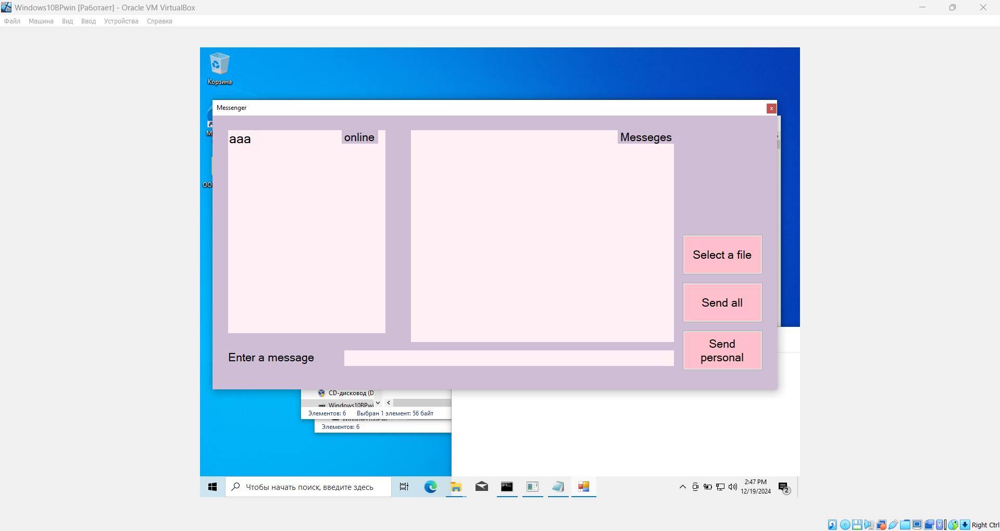 Windows10BPwin [Работает] - Oracle VM VirtualBox
Файл Машина Вид Ввод Устройства Справка
Корзина
Messenger
x
M
aaa
online
Messeges
OO
Select a file
Send all
Send
personal
Enter a message
CD-дисковод (D
Windows10BPwi
Элементов: 6 Выбран 1 элемент: 56 байт
Элементов: 6
Чтобы начать поиск, введите здесь
2:47 PM
12/19/2024
2
Right Ctrl